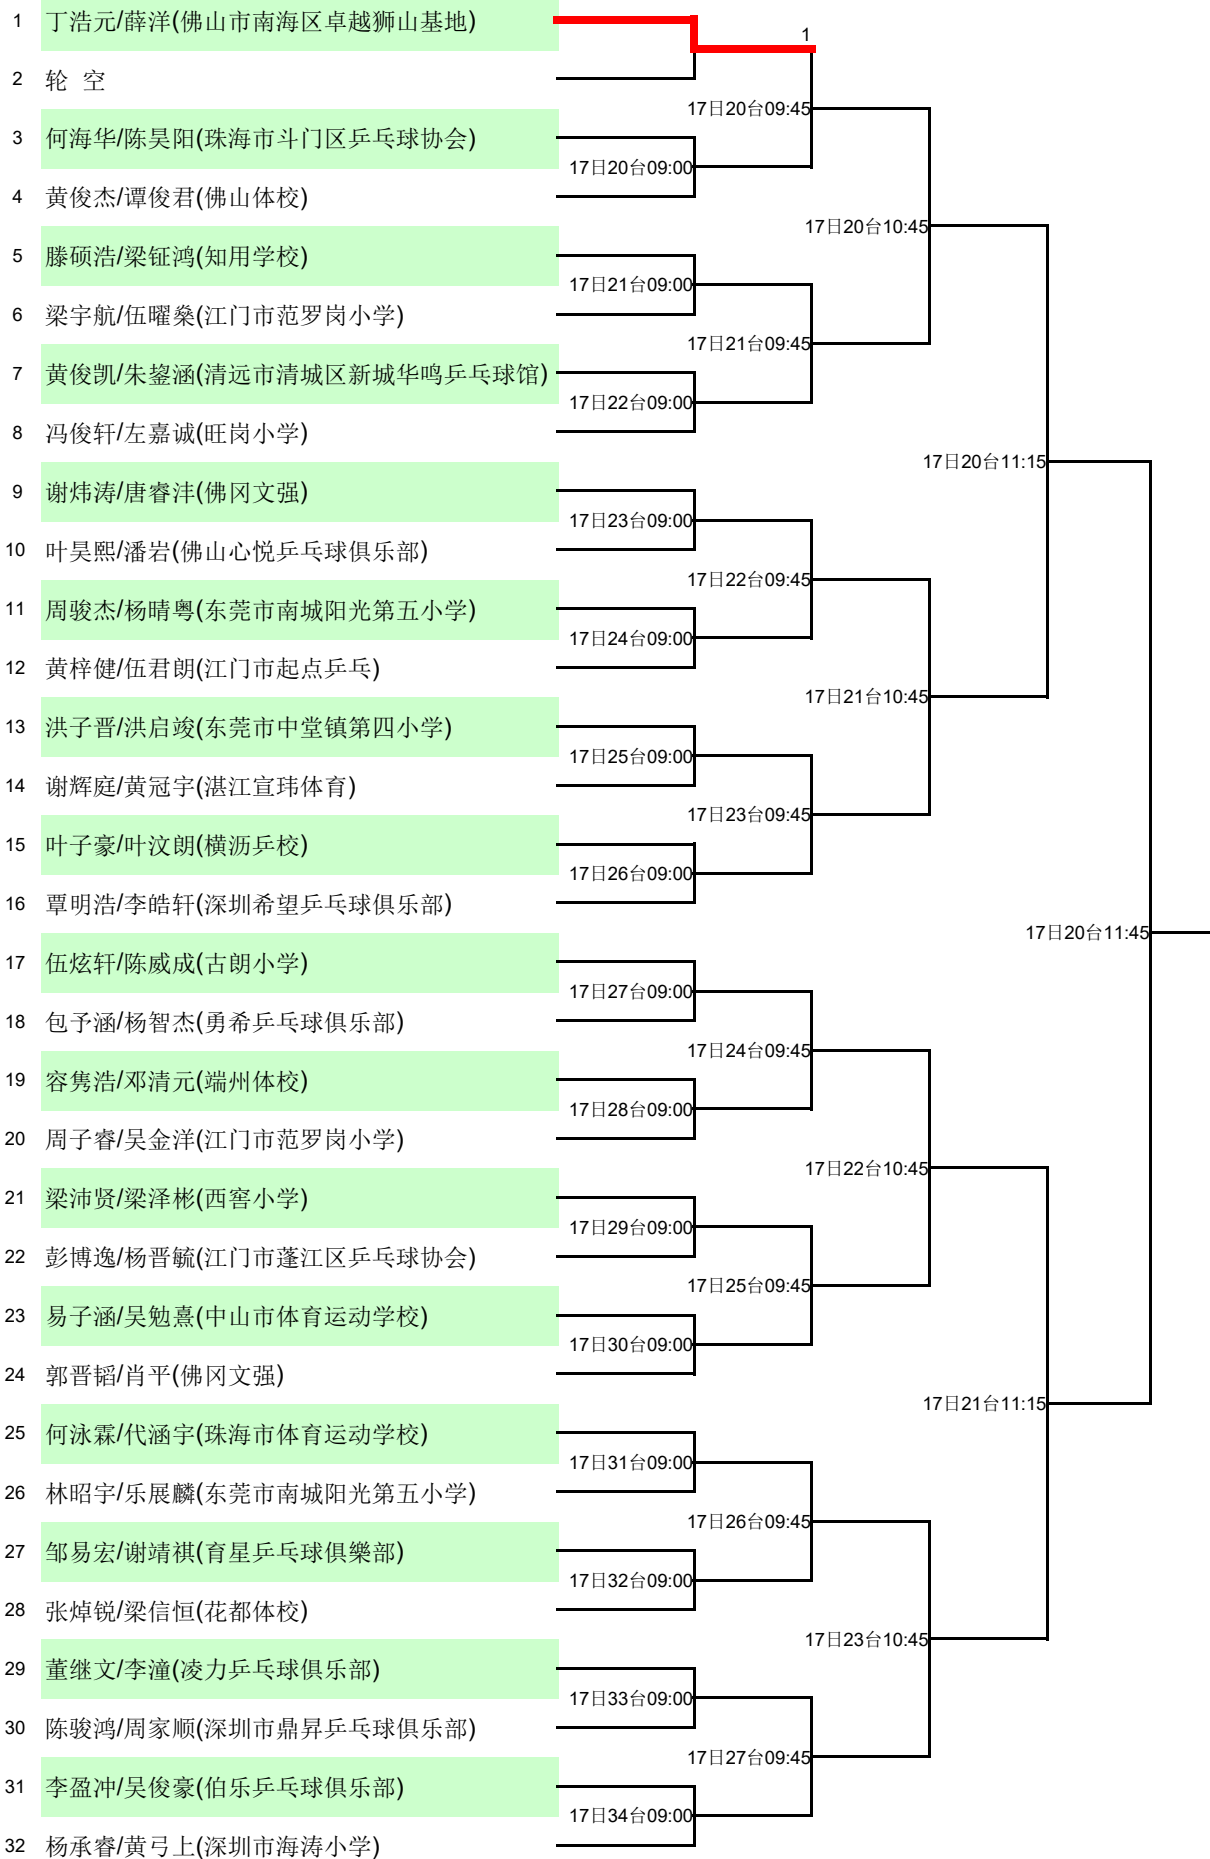 1 丁浩元/薛洋(佛山市南海区卓越狮山基地)
1
2 轮 空
17日20台09:45
3 何海华/陈昊阳(珠海市斗门区乒乓球协会)
17日20台09:00
4 黄俊杰/谭俊君(佛山体校)
17日20台10:45
5 滕硕浩/梁钲鸿(知用学校)
17日21台09:00
6 梁宇航/伍曜燊(江门市范罗岗小学)
17日21台09:45
7 黄俊凯/朱鋆涵(清远市清城区新城华鸣乒乓球馆)
17日22台09:00
8 冯俊轩/左嘉诚(旺岗小学)
17日20台11:15
9 谢炜涛/唐睿沣(佛冈文强)
17日23台09:00
10 叶昊熙/潘岩(佛山心悦乒乓球俱乐部)
17日22台09:45
11 周骏杰/杨晴粤(东莞市南城阳光第五小学)
17日24台09:00
12 黄梓健/伍君朗(江门市起点乒乓)
17日21台10:45
13 洪子晋/洪启竣(东莞市中堂镇第四小学)
17日25台09:00
14 谢辉庭/黄冠宇(湛江宣玮体育)
17日23台09:45
15 叶子豪/叶汶朗(横沥乒校)
17日26台09:00
16 覃明浩/李皓轩(深圳希望乒乓球俱乐部)
17日20台11:45
17 伍炫轩/陈威成(古朗小学)
17日27台09:00
18 包予涵/杨智杰(勇希乒乓球俱乐部)
17日24台09:45
19 容隽浩/邓清元(端州体校)
17日28台09:00
20 周子睿/吴金洋(江门市范罗岗小学)
17日22台10:45
21 梁沛贤/梁泽彬(西窖小学)
17日29台09:00
22 彭博逸/杨晋毓(江门市蓬江区乒乓球协会)
17日25台09:45
23 易子涵/吴勉熹(中山市体育运动学校)
17日30台09:00
24 郭晋韬/肖平(佛冈文强)
17日21台11:15
25 何泳霖/代涵宇(珠海市体育运动学校)
17日31台09:00
26 林昭宇/乐展麟(东莞市南城阳光第五小学)
17日26台09:45
27 邹易宏/谢靖祺(育星乒乓球俱樂部)
17日32台09:00
28 张焯锐/梁信恒(花都体校)
17日23台10:45
29 董继文/李潼(凌力乒乓球俱乐部)
17日33台09:00
30 陈骏鸿/周家顺(深圳市鼎昇乒乓球俱乐部)
17日27台09:45
31 李盈冲/吴俊豪(伯乐乒乓球俱乐部)
17日34台09:00
32 杨承睿/黄弓上(深圳市海涛小学)